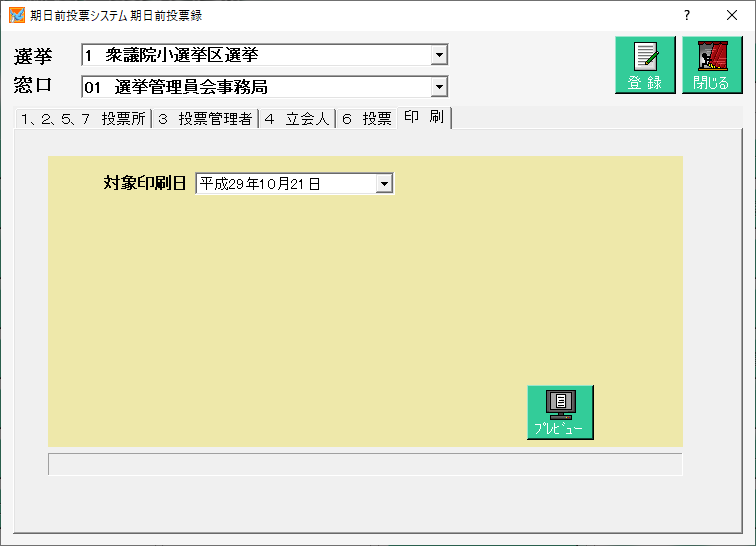 期日前投票システム 期日前投票録
?
選挙
1 衆議院小選挙区選挙
登 録
閉じる
窓口
01 選挙管理員会事務局
1、2、5、7 投票所
3 投票管理者
4 立会人
6 投票
印 刷
対象印刷日
平成29年10月21日
ﾌﾟﾚﾋﾞｭｰ